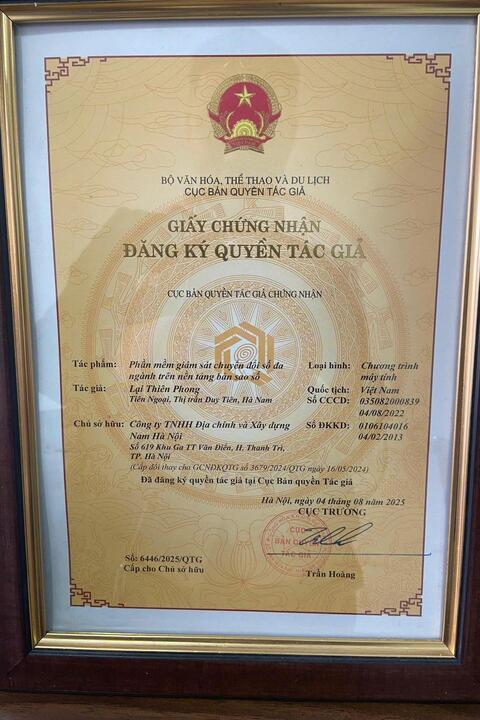 BỘ VĂN HÓA, THỂ THAO VÀ DU LỊCH
CỤC BẢN QUYỀN TÁC GIẢ
GIẤY CHỨNG NHẬN
ĐĂNG KÝ QUYỀN TÁC GIẢ
CỤC BẢN QUYỀN TÁC GIẢ CHỨNG NHẬN
Tác phẩm: Phần mềm giám sát chuyển đổi số đa ngành trên nền tảng bản sao số
Loại hình: Chương trình máy tính
Tác giả: Lại Thiên Phong
Quốc tịch: Việt Nam
Tiên Ngoại, Thị trấn Duy Tiên, Hà Nam
Số CCCD: 035082000839
04/08/2022
Chủ sở hữu: Công ty TNHH Địa chính và Xây dựng Nam Hà Nội
Số ĐKKD: 0106104016
04/02/2013
Số 619 Khu Ga TT Văn Điển, H. Thanh Trì,
TP. Hà Nội
(Cấp đổi thay cho GCNĐKQTG số 3679/2024/QTG ngày 16/05/2024)
Đã đăng ký quyền tác giả tại Cục Bản quyền Tác giả
Hà Nội, ngày 04 tháng 08 năm 2025
CỤC TRƯỞNG
CỤC
BẢN QUYỀN
TÁC GIẢ
Số: 6446/2025/QTG
Cấp cho Chủ sở hữu
Trần Hoàng